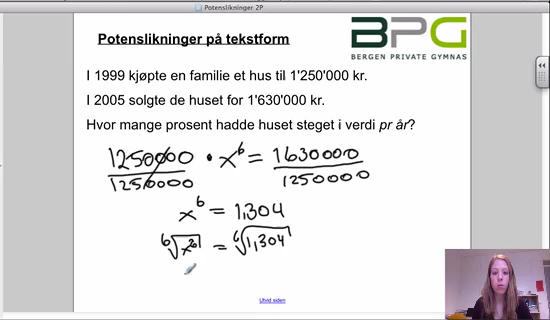 Potenslikninger 2P
Potenslikninger på tekstform
BPG
BERGEN PRIVATE GYMNAS
I 1999 kjøpte en familie et hus til 1'250'000 kr.
I 2005 solgte de huset for 1'630'000 kr.
Hvor mange prosent hadde huset steget i verdi pr år?
1250000 · x⁶ = 1630000
1250000 1250000
x⁶ = 1,304
⁶√x⁶ = ⁶√1,304
Utvid siden